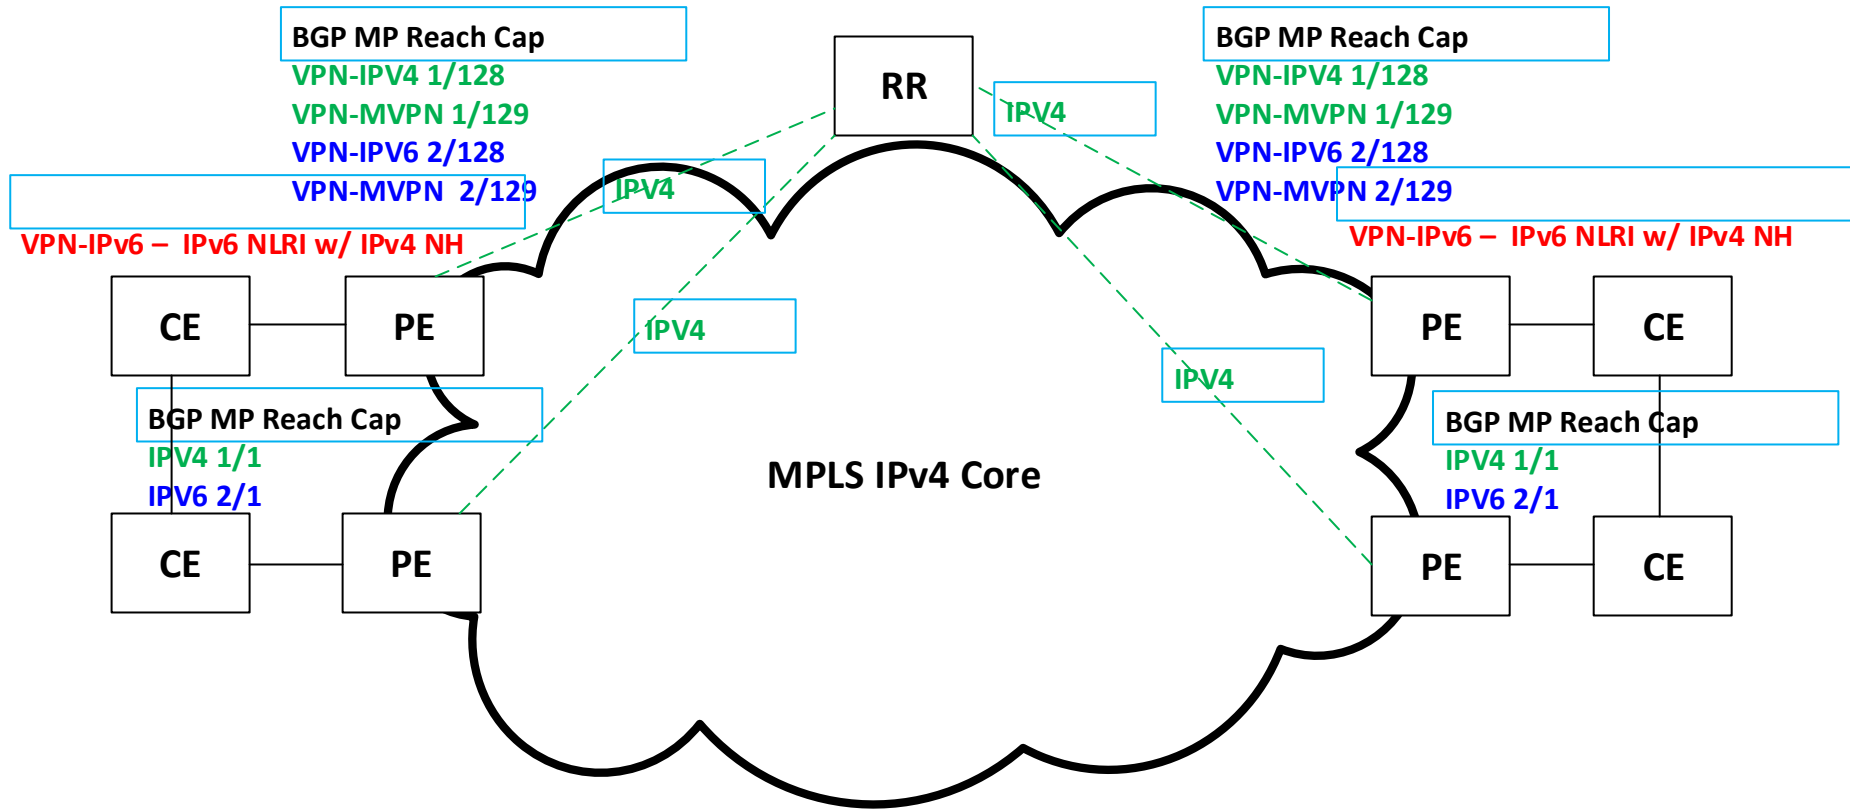 BGP MP Reach Cap
VPN-IPV4 1/128
VPN-MVPN 1/129
VPN-IPV6 2/128
VPN-MVPN  2/129
VPN-IPv6 –  IPv6 NLRI w/ IPv4 NH
RR
IPV4
IPV4
BGP MP Reach Cap
VPN-IPV4 1/128
VPN-MVPN 1/129
VPN-IPV6 2/128
VPN-MVPN 2/129
VPN-IPv6 –  IPv6 NLRI w/ IPv4 NH
CE
PE
IPV4
IPV4
PE
CE
BGP MP Reach Cap
IPV4 1/1
IPV6 2/1
MPLS IPv4 Core
BGP MP Reach Cap
IPV4 1/1
IPV6 2/1
CE
PE
PE
CE